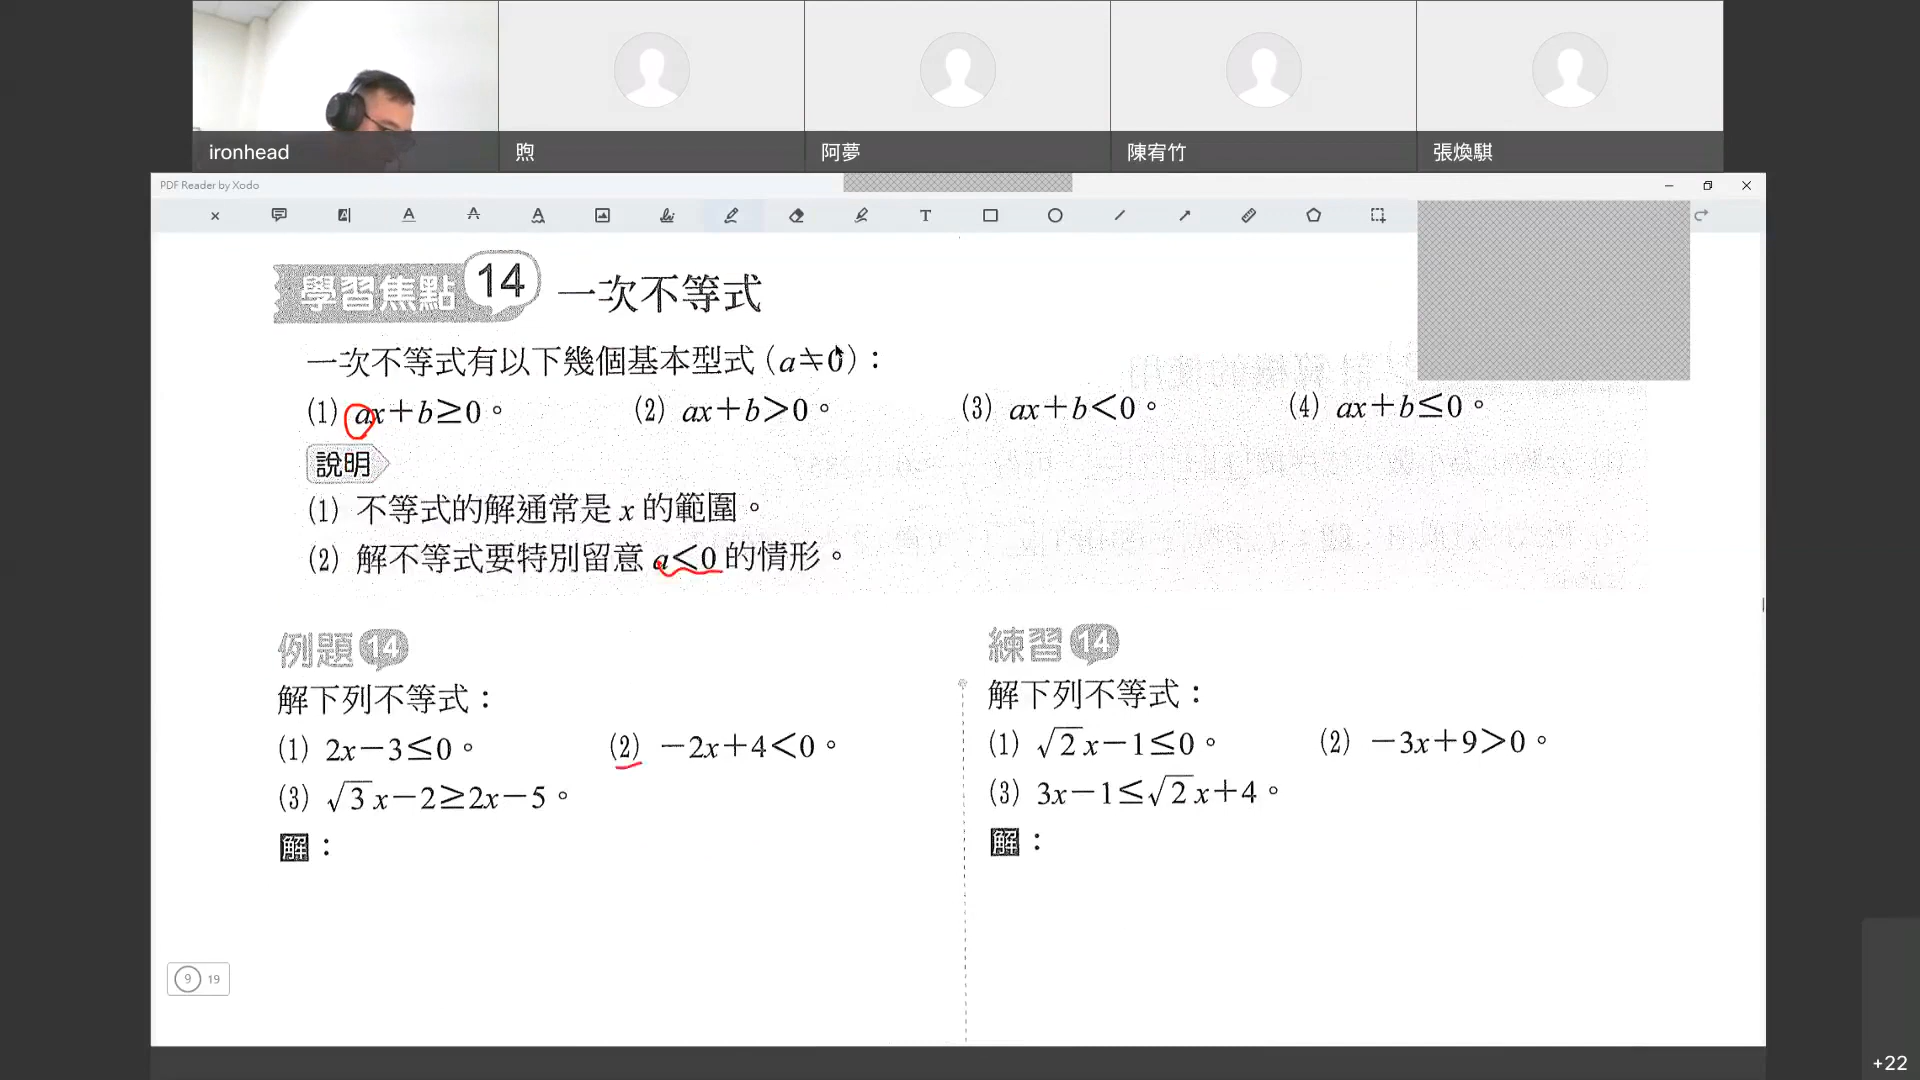 ironhead
煦
阿夢
陳宥竹
張煥騏
PDF Reader by Xodo
學習焦點 14 一次不等式
一次不等式有以下幾個基本型式(a≒0):
(1) ax+b≥0。 (2) ax+b>0。 (3) ax+b<0。 (4) ax+b≤0。
說明
(1) 不等式的解通常是 x 的範圍。
(2) 解不等式要特別留意 a<0 的情形。
例題 14
解下列不等式:
(1) 2x-3≤0。 (2) -2x+4<0。
(3) √3x-2≥2x-5。
解:
練習 14
解下列不等式:
(1) √2x-1≤0。 (2) -3x+9>0。
(3) 3x-1≤√2x+4。
解:
9 19
+22